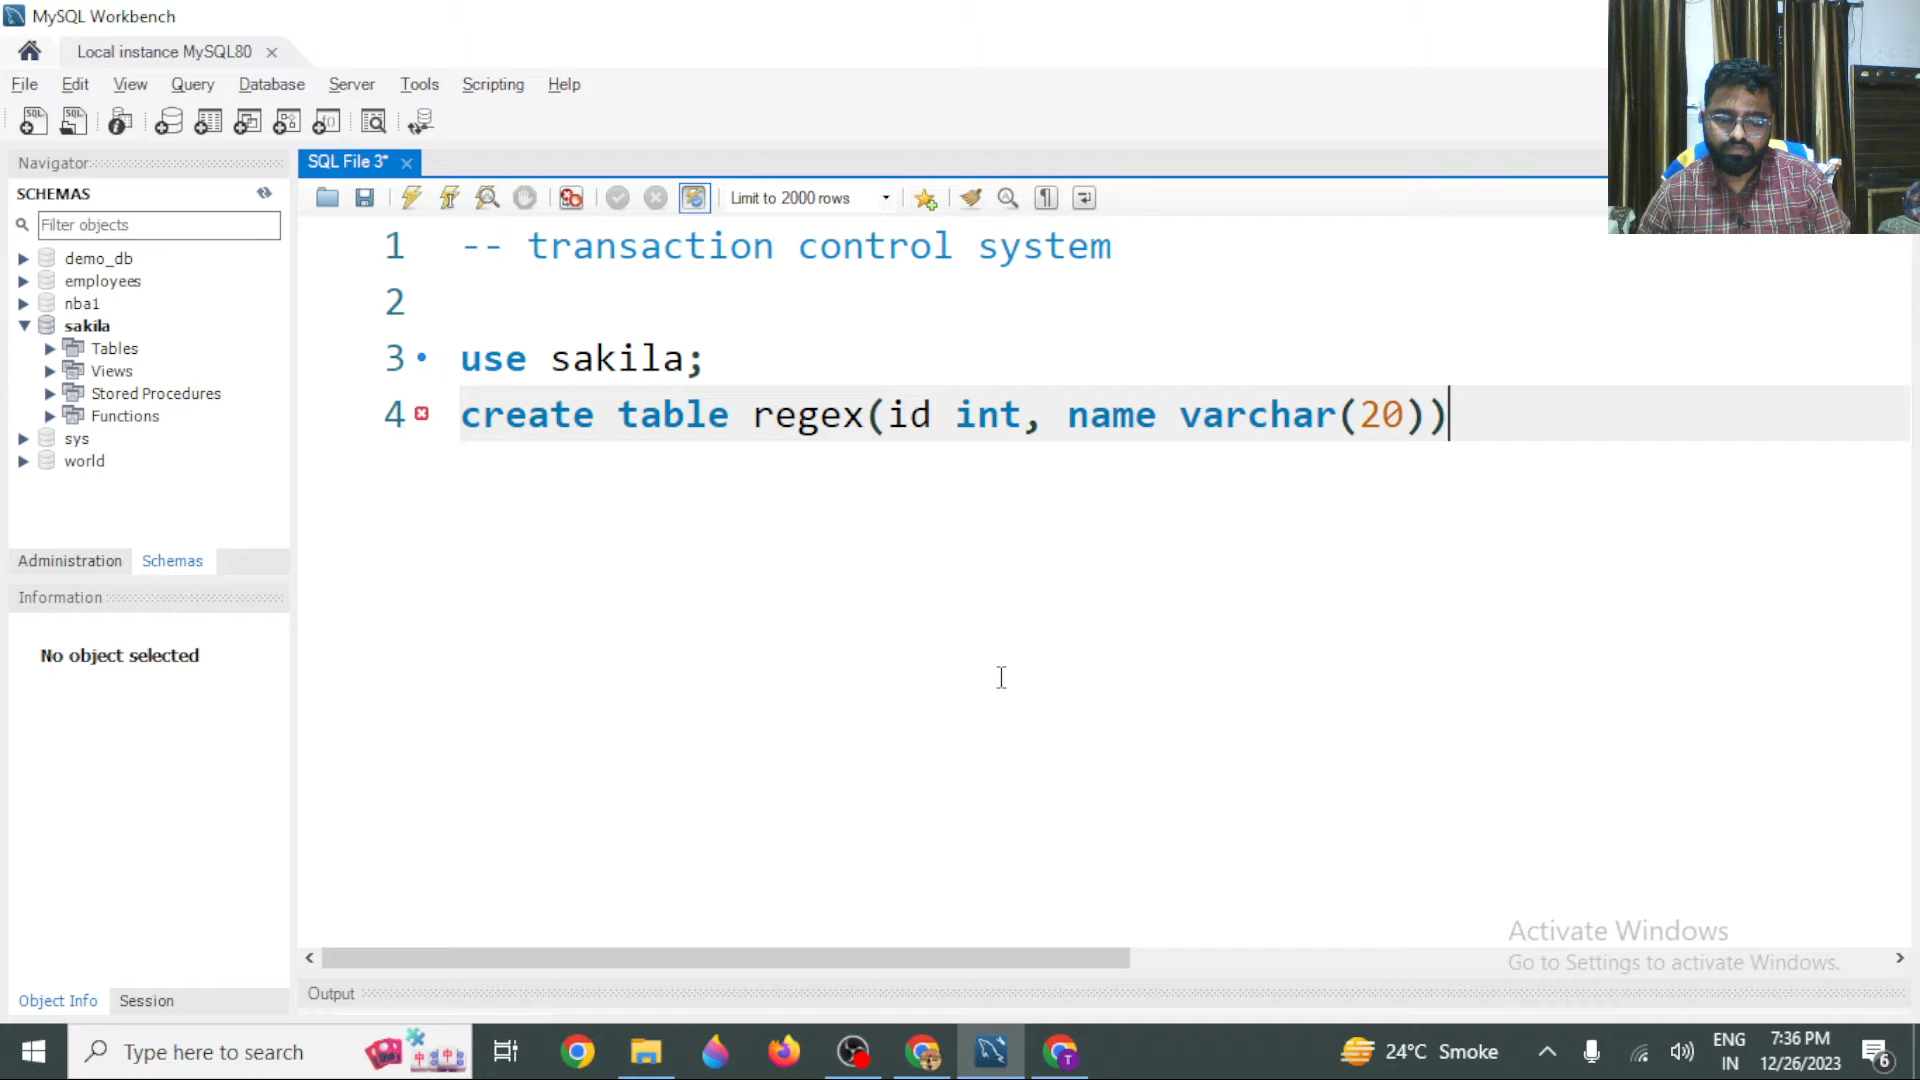 MySQL Workbench
Local instance MySQL80
File Edit View Query Database Server Tools Scripting Help
Navigator
SCHEMAS
Filter objects
demo_db
employees
nba1
sakila
Tables
Views
Stored Procedures
Functions
sys
world
Administration Schemas
Information
No object selected
Object Info Session
SQL File 3*
Limit to 2000 rows
1 -- transaction control system
2
3 use sakila;
4 create table regex(id int, name varchar(20))
Activate Windows
Go to Settings to activate Windows.
Output
Type here to search
24°C Smoke
ENG
IN
7:36 PM
12/26/2023
6